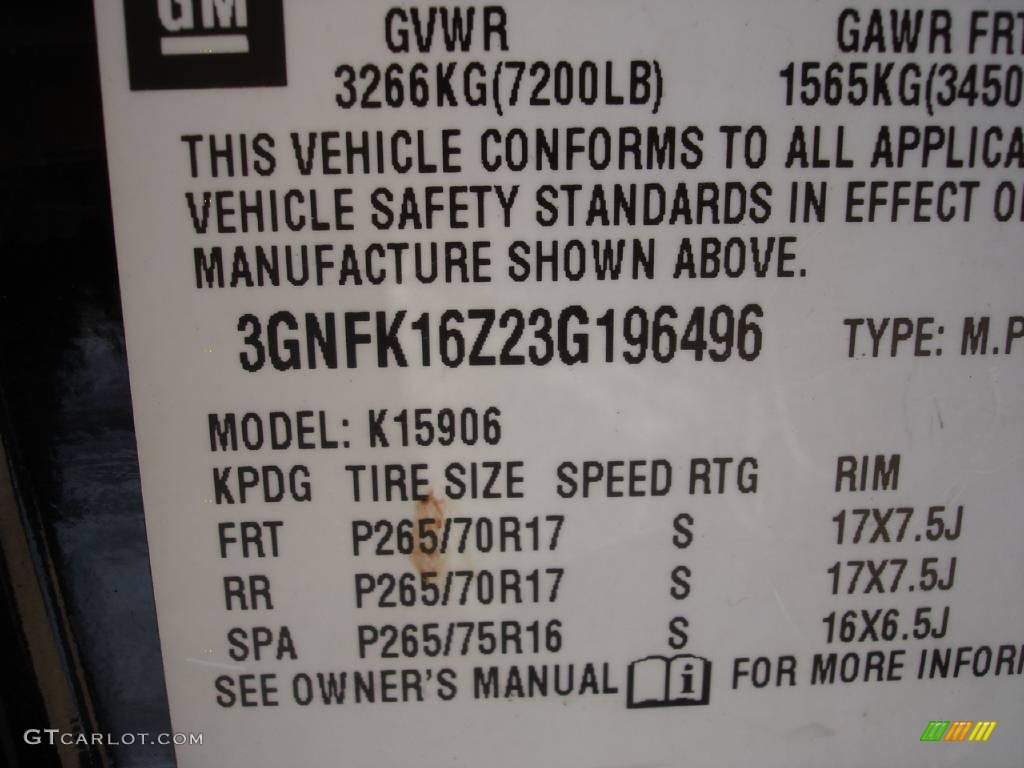 GM
GVWR GAWR FRT
3266KG(7200LB) 1565KG(3450
THIS VEHICLE CONFORMS TO ALL APPLICA
VEHICLE SAFETY STANDARDS IN EFFECT O
MANUFACTURE SHOWN ABOVE.
3GNFK16Z23G196496 TYPE: M.P
MODEL: K15906
KPDG TIRE SIZE SPEED RTG RIM
FRT P265/70R17 S 17X7.5J
RR P265/70R17 S 17X7.5J
SPA P265/75R16 S 16X6.5J
SEE OWNER'S MANUAL i FOR MORE INFOR
GTCARLOT.COM